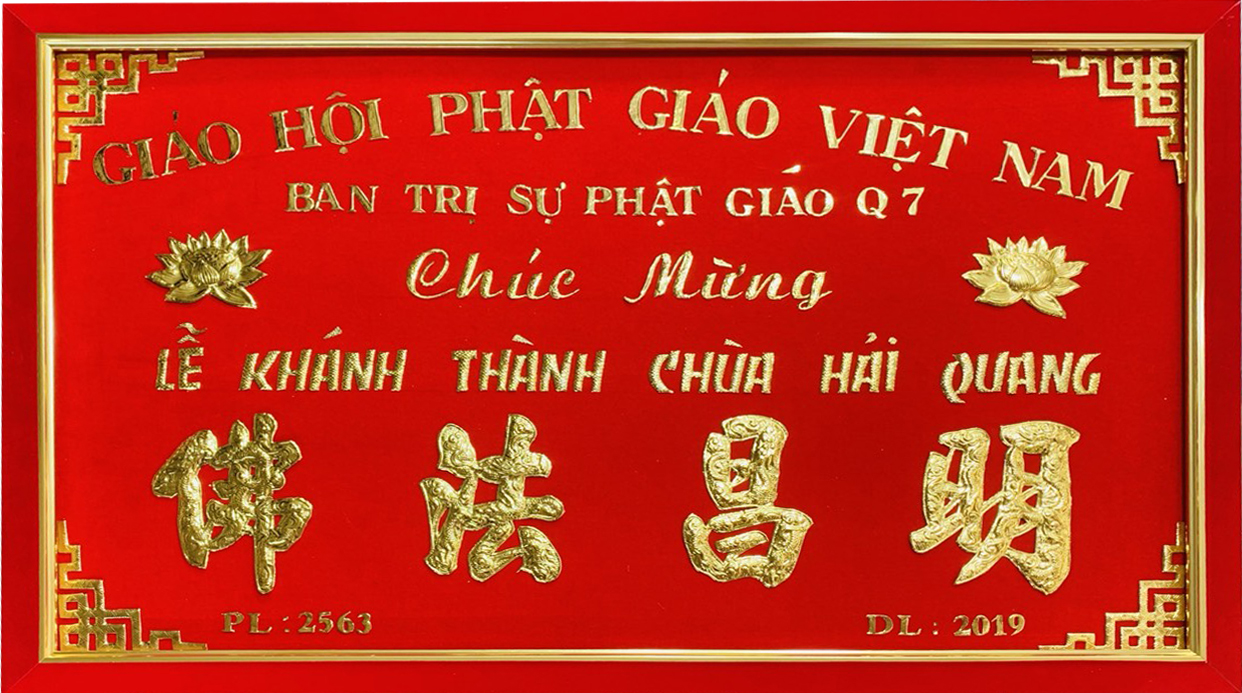 GIÁO HỘI PHẬT GIÁO VIỆT NAM
BAN TRỊ SỰ PHẬT GIÁO Q 7
Chúc Mừng
LỄ KHÁNH THÀNH CHÙA HẢI QUANG
佛法昌明
PL : 2563
DL : 2019